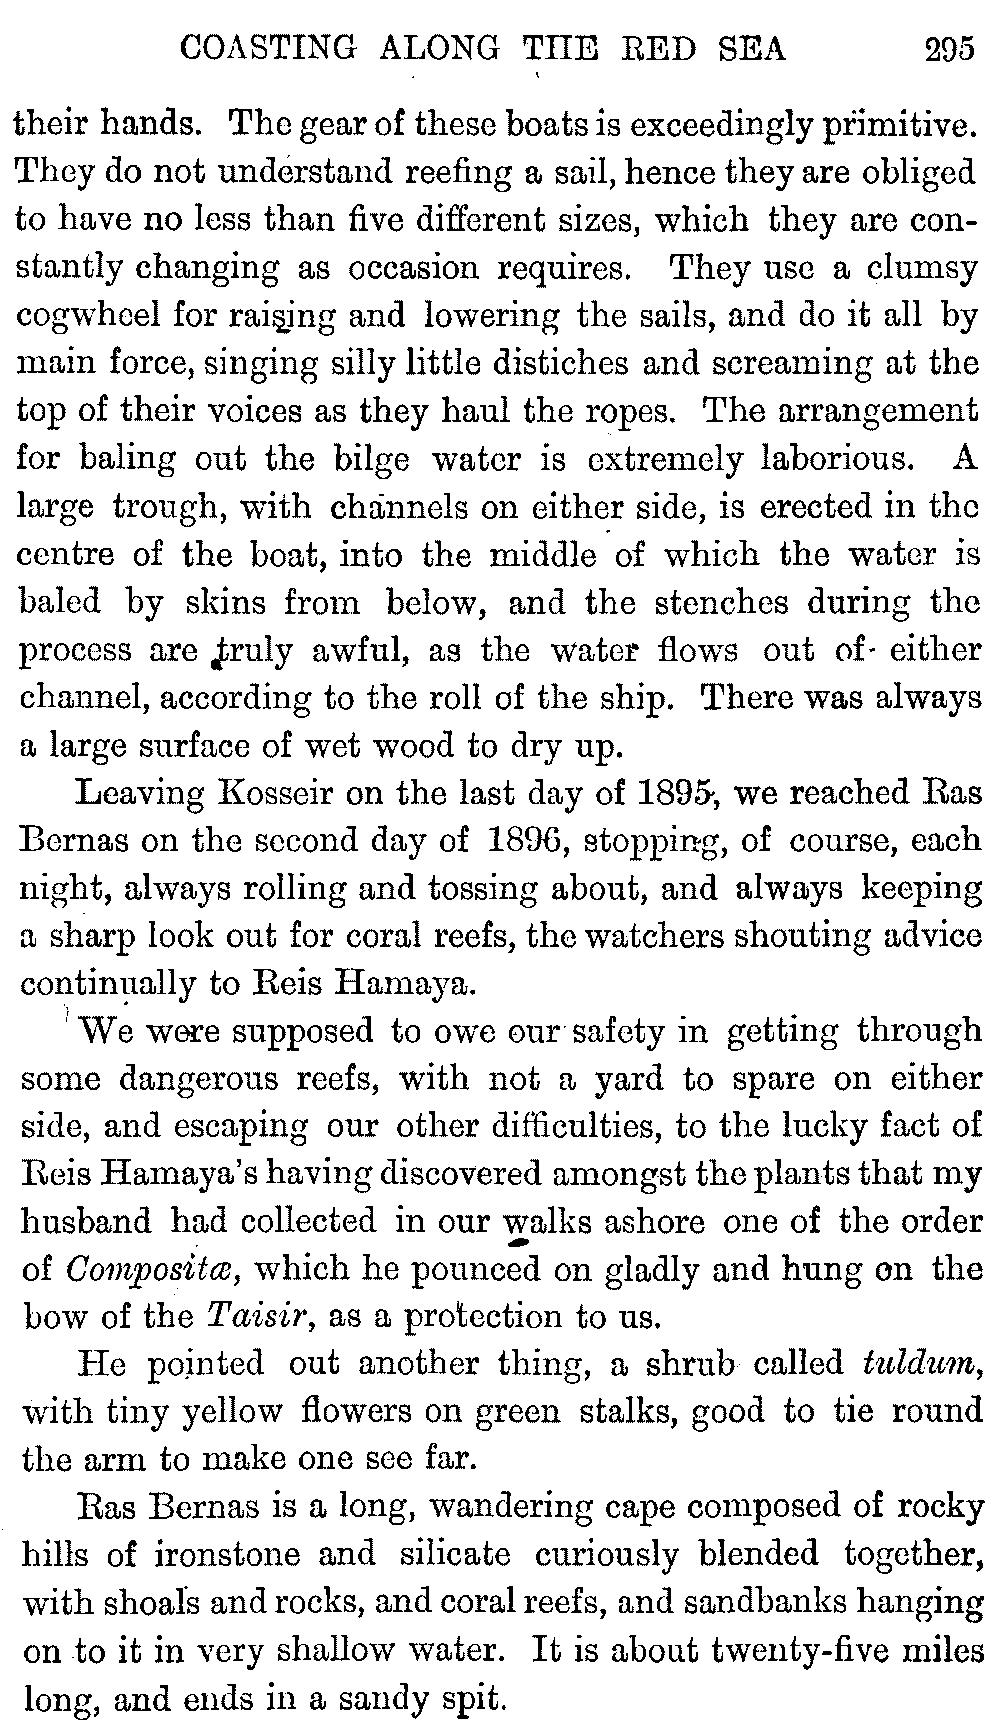 COASTING ALONG THE RED SEA 295
their hands. The gear of these boats is exceedingly primitive.
They do not understand reefing a sail, hence they are obliged
to have no less than five different sizes, which they are con-
stantly changing as occasion requires. They use a clumsy
cogwheel for raising and lowering the sails, and do it all by
main force, singing silly little distiches and screaming at the
top of their voices as they haul the ropes. The arrangement
for baling out the bilge water is extremely laborious. A
large trough, with channels on either side, is erected in the
centre of the boat, into the middle of which the water is
baled by skins from below, and the stenches during the
process are truly awful, as the water flows out of either
channel, according to the roll of the ship. There was always
a large surface of wet wood to dry up.
Leaving Kosseir on the last day of 1895, we reached Ras
Bernas on the second day of 1896, stopping, of course, each
night, always rolling and tossing about, and always keeping
a sharp look out for coral reefs, the watchers shouting advice
continually to Reis Hamaya.
We were supposed to owe our safety in getting through
some dangerous reefs, with not a yard to spare on either
side, and escaping our other difficulties, to the lucky fact of
Reis Hamaya's having discovered amongst the plants that my
husband had collected in our walks ashore one of the order
of Compositæ, which he pounced on gladly and hung on the
bow of the Taisir, as a protection to us.
He pointed out another thing, a shrub called tuldum,
with tiny yellow flowers on green stalks, good to tie round
the arm to make one see far.
Ras Bernas is a long, wandering cape composed of rocky
hills of ironstone and silicate curiously blended together,
with shoals and rocks, and coral reefs, and sandbanks hanging
on to it in very shallow water. It is about twenty-five miles
long, and ends in a sandy spit.